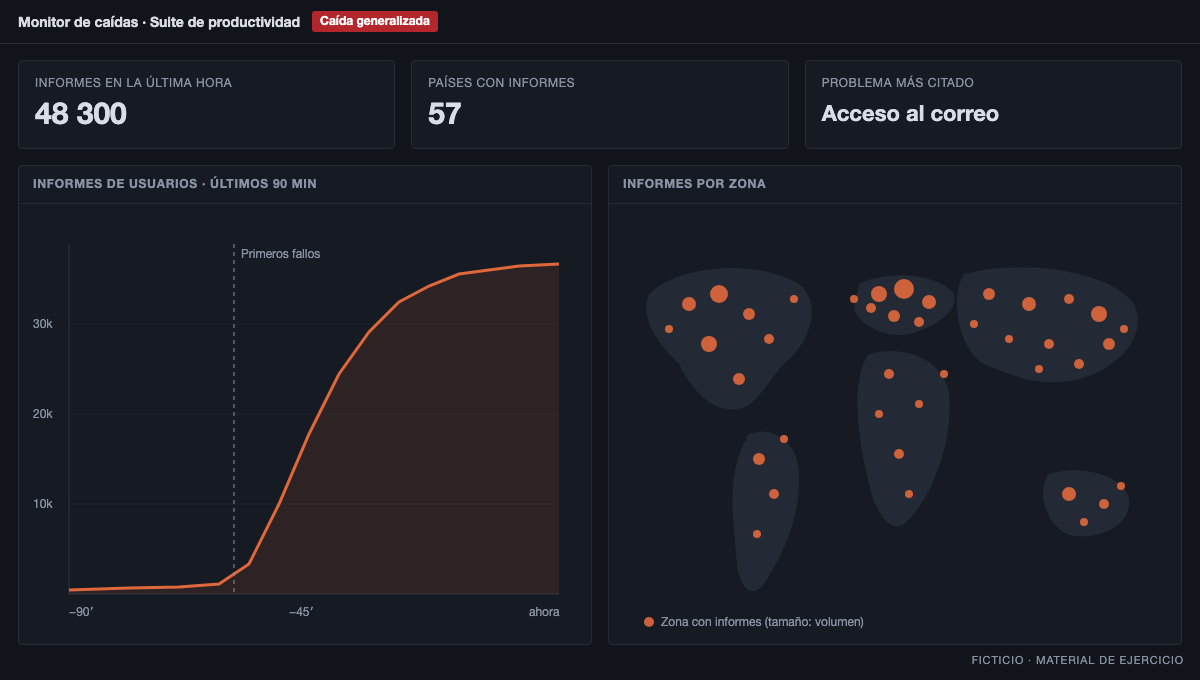 Monitor de caídas · Suite de productividad
Caída generalizada
INFORMES EN LA ÚLTIMA HORA
48 300
PAÍSES CON INFORMES
57
PROBLEMA MÁS CITADO
Acceso al correo
INFORMES DE USUARIOS · ÚLTIMOS 90 MIN
Primeros fallos
30k
20k
10k
−90′
−45′
ahora
INFORMES POR ZONA
Zona con informes (tamaño: volumen)
FICTICIO · MATERIAL DE EJERCICIO